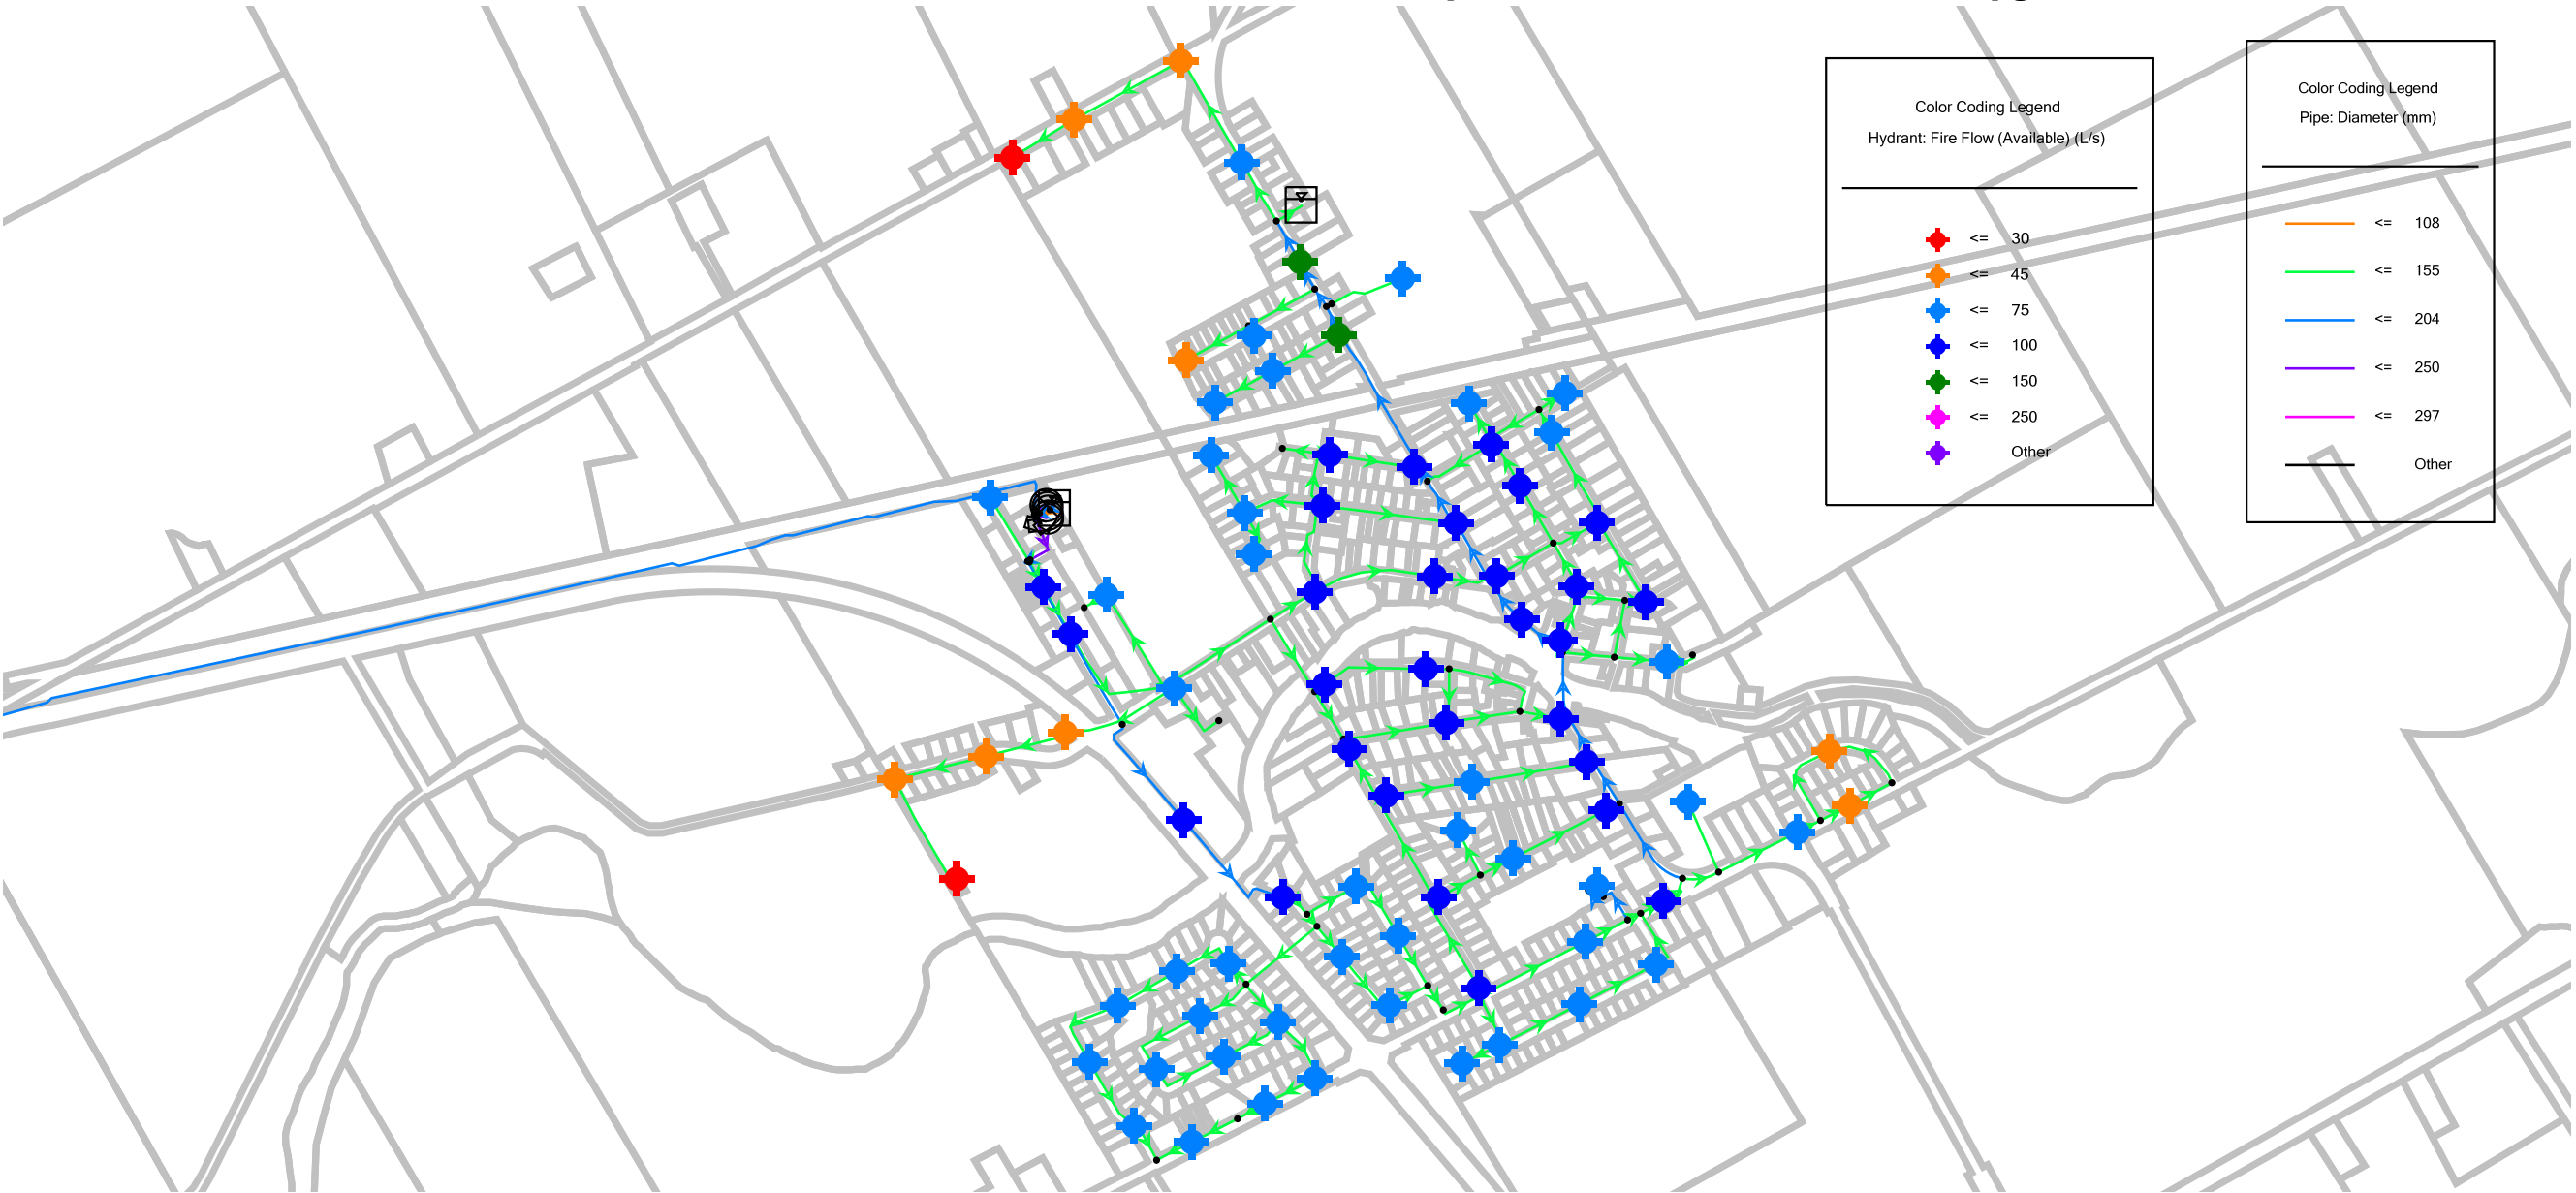 Color Coding Legend
Hydrant: Fire Flow (Available) (L/s)
<= 30
<= 45
<= 75
<= 100
<= 150
<= 250
Other
Color Coding Legend
Pipe: Diameter (mm)
<= 108
<= 155
<= 204
<= 250
<= 297
Other